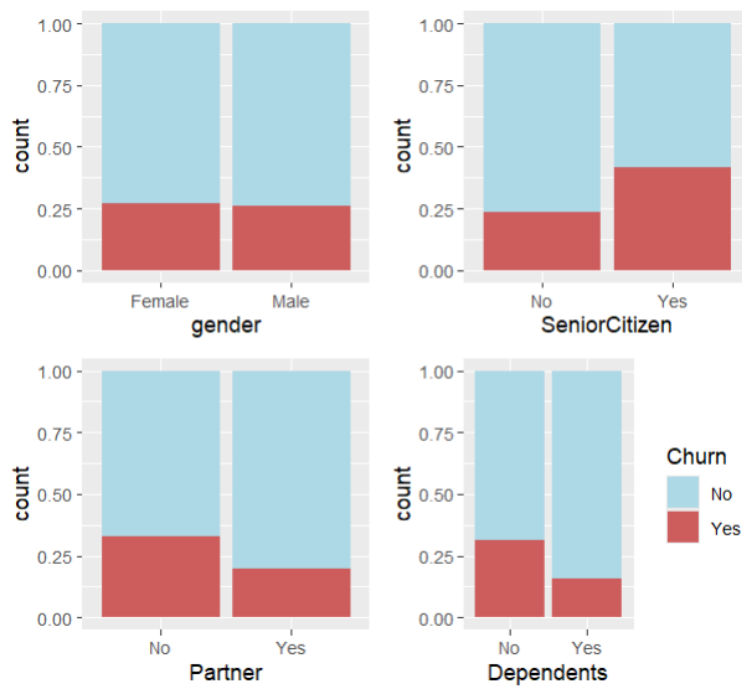 1.00
0.75
0.50
0.25
0.00
count
Female Male
gender
1.00
0.75
0.50
0.25
0.00
count
No Yes
SeniorCitizen
1.00
0.75
0.50
0.25
0.00
count
No Yes
Partner
1.00
0.75
0.50
0.25
0.00
count
No Yes
Dependents
Churn
No
Yes